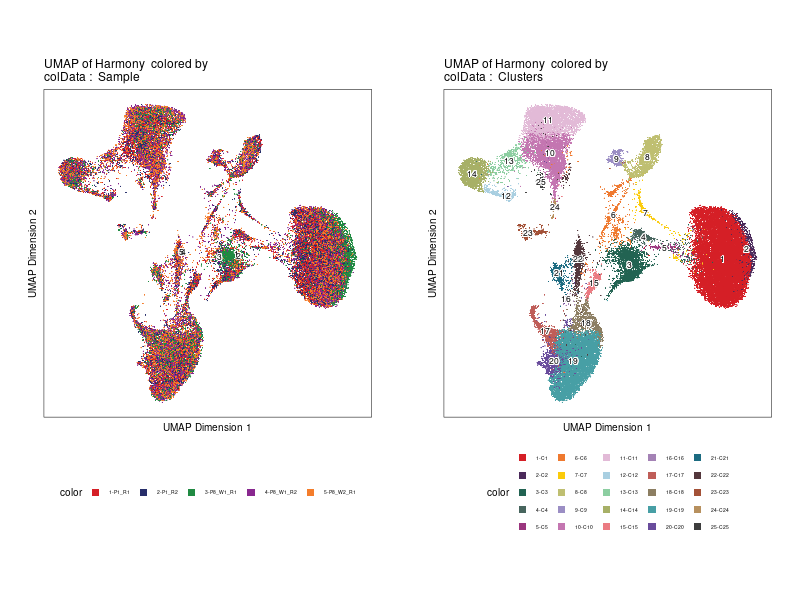 UMAP of Harmony colored by
colData : Sample
UMAP Dimension 2
UMAP Dimension 1
color
1-P1_R1
2-P1_R2
3-P8_W1_R1
4-P8_W1_R2
5-P8_W2_R1
UMAP of Harmony colored by
colData : Clusters
11
10
9
8
13
14
12
25
24
7
6
23
5
2
1
3
22
21
15
16
18
17
20
19
UMAP Dimension 2
UMAP Dimension 1
color
1-C1
2-C2
3-C3
4-C4
5-C5
6-C6
7-C7
8-C8
9-C9
10-C10
11-C11
12-C12
13-C13
14-C14
15-C15
16-C16
17-C17
18-C18
19-C19
20-C20
21-C21
22-C22
23-C23
24-C24
25-C25